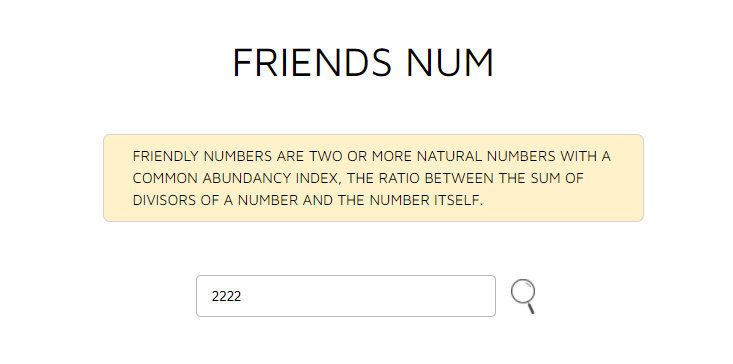 FRIENDS NUM
FRIENDLY NUMBERS ARE TWO OR MORE NATURAL NUMBERS WITH A
COMMON ABUNDANCY INDEX, THE RATIO BETWEEN THE SUM OF
DIVISORS OF A NUMBER AND THE NUMBER ITSELF.
2222